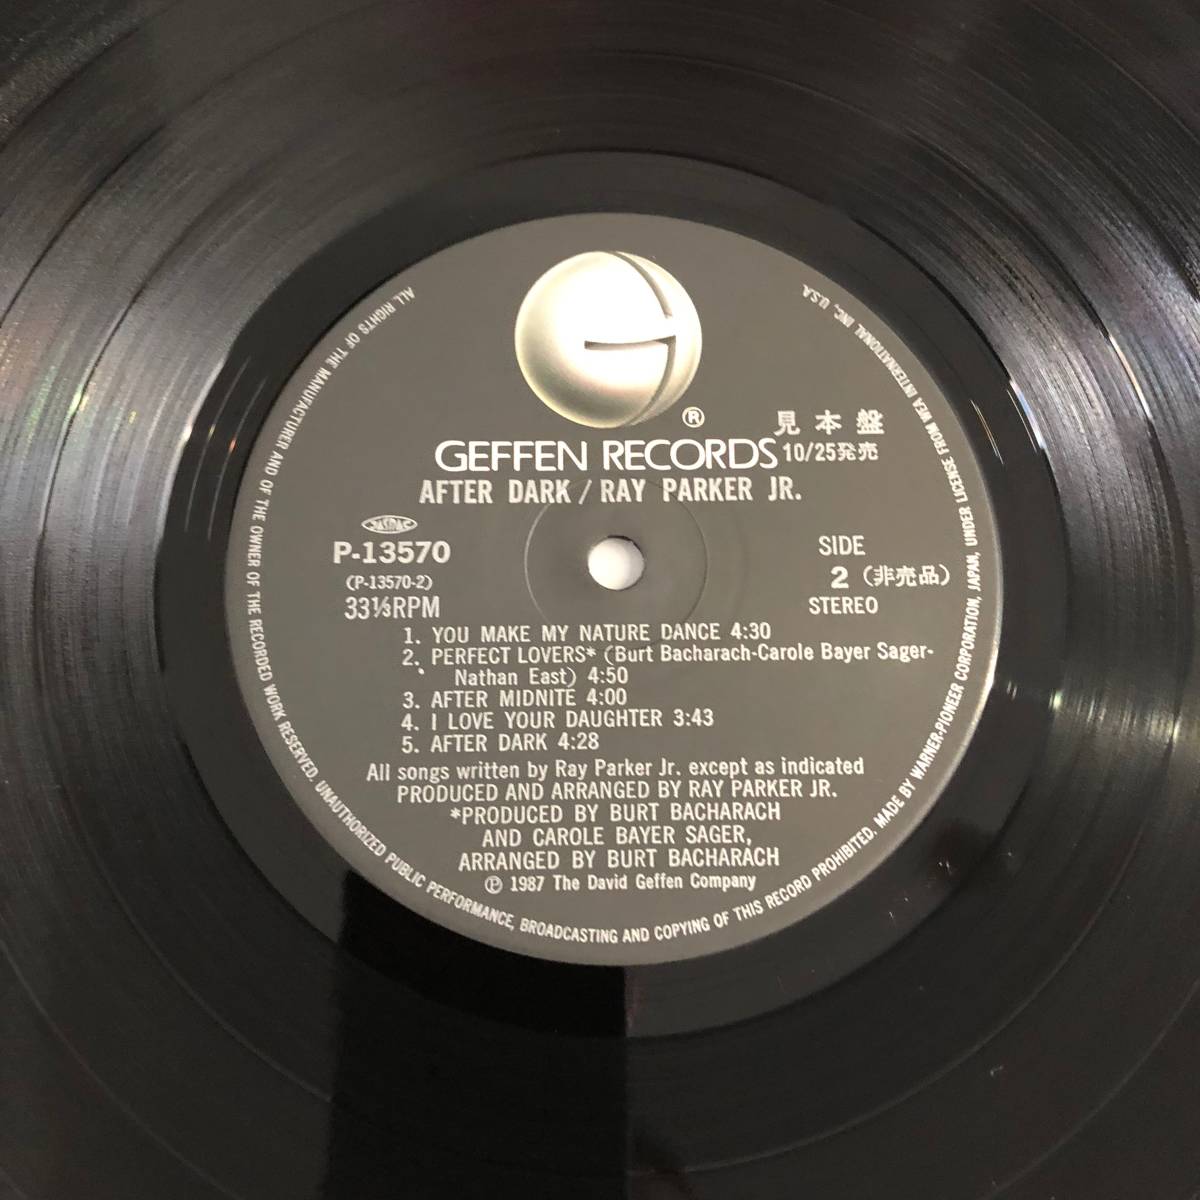 ®
見本盤
GEFFEN RECORDS 10/25発売
AFTER DARK / RAY PARKER JR.
JASRAC
P-13570
(P-13570-2)
33⅓RPM
SIDE
2 (非売品)
STEREO
1. YOU MAKE MY NATURE DANCE 4:30
2. PERFECT LOVERS* (Burt Bacharach-Carole Bayer Sager-
Nathan East) 4:50
3. AFTER MIDNITE 4:00
4. I LOVE YOUR DAUGHTER 3:43
5. AFTER DARK 4:28
All songs written by Ray Parker Jr. except as indicated
PRODUCED AND ARRANGED BY RAY PARKER JR.
*PRODUCED BY BURT BACHARACH
AND CAROLE BAYER SAGER,
ARRANGED BY BURT BACHARACH
℗ 1987 The David Geffen Company
ALL RIGHTS OF THE MANUFACTURER AND OF THE OWNER OF THE RECORDED WORK RESERVED. UNAUTHORIZED PUBLIC PERFORMANCE, BROADCASTING AND COPYING OF THIS RECORD PROHIBITED. MADE BY WARNER-PIONEER CORPORATION, JAPAN, UNDER LICENSE FROM WEA INTERNATIONAL INC., U.S.A.